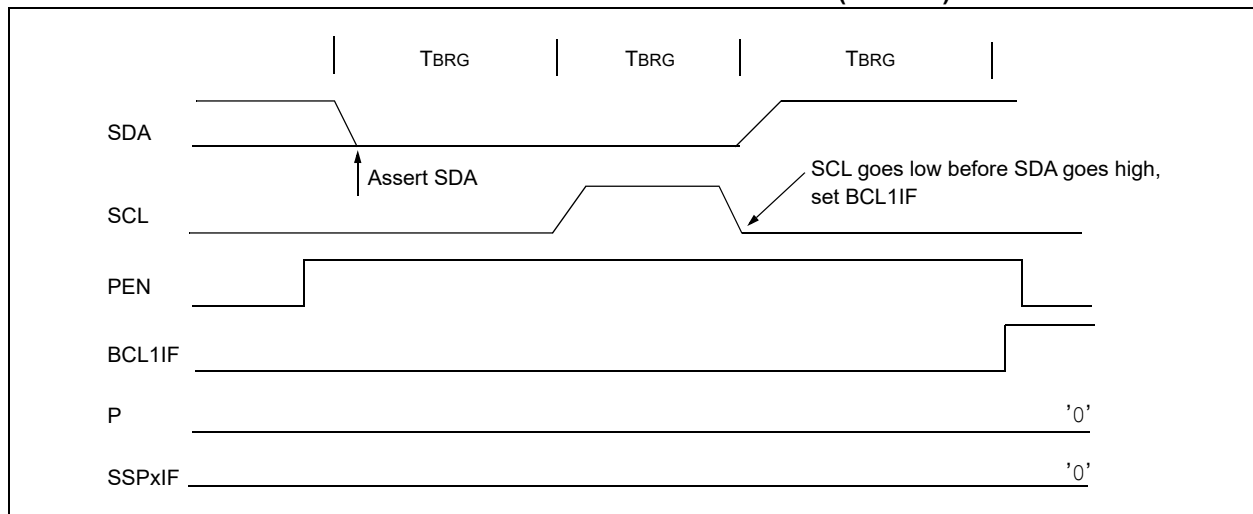 TBRG TBRG TBRG
SDA
Assert SDA
SCL goes low before SDA goes high,
set BCL1IF
SCL
PEN
BCL1IF
P '0'
SSPxIF '0'